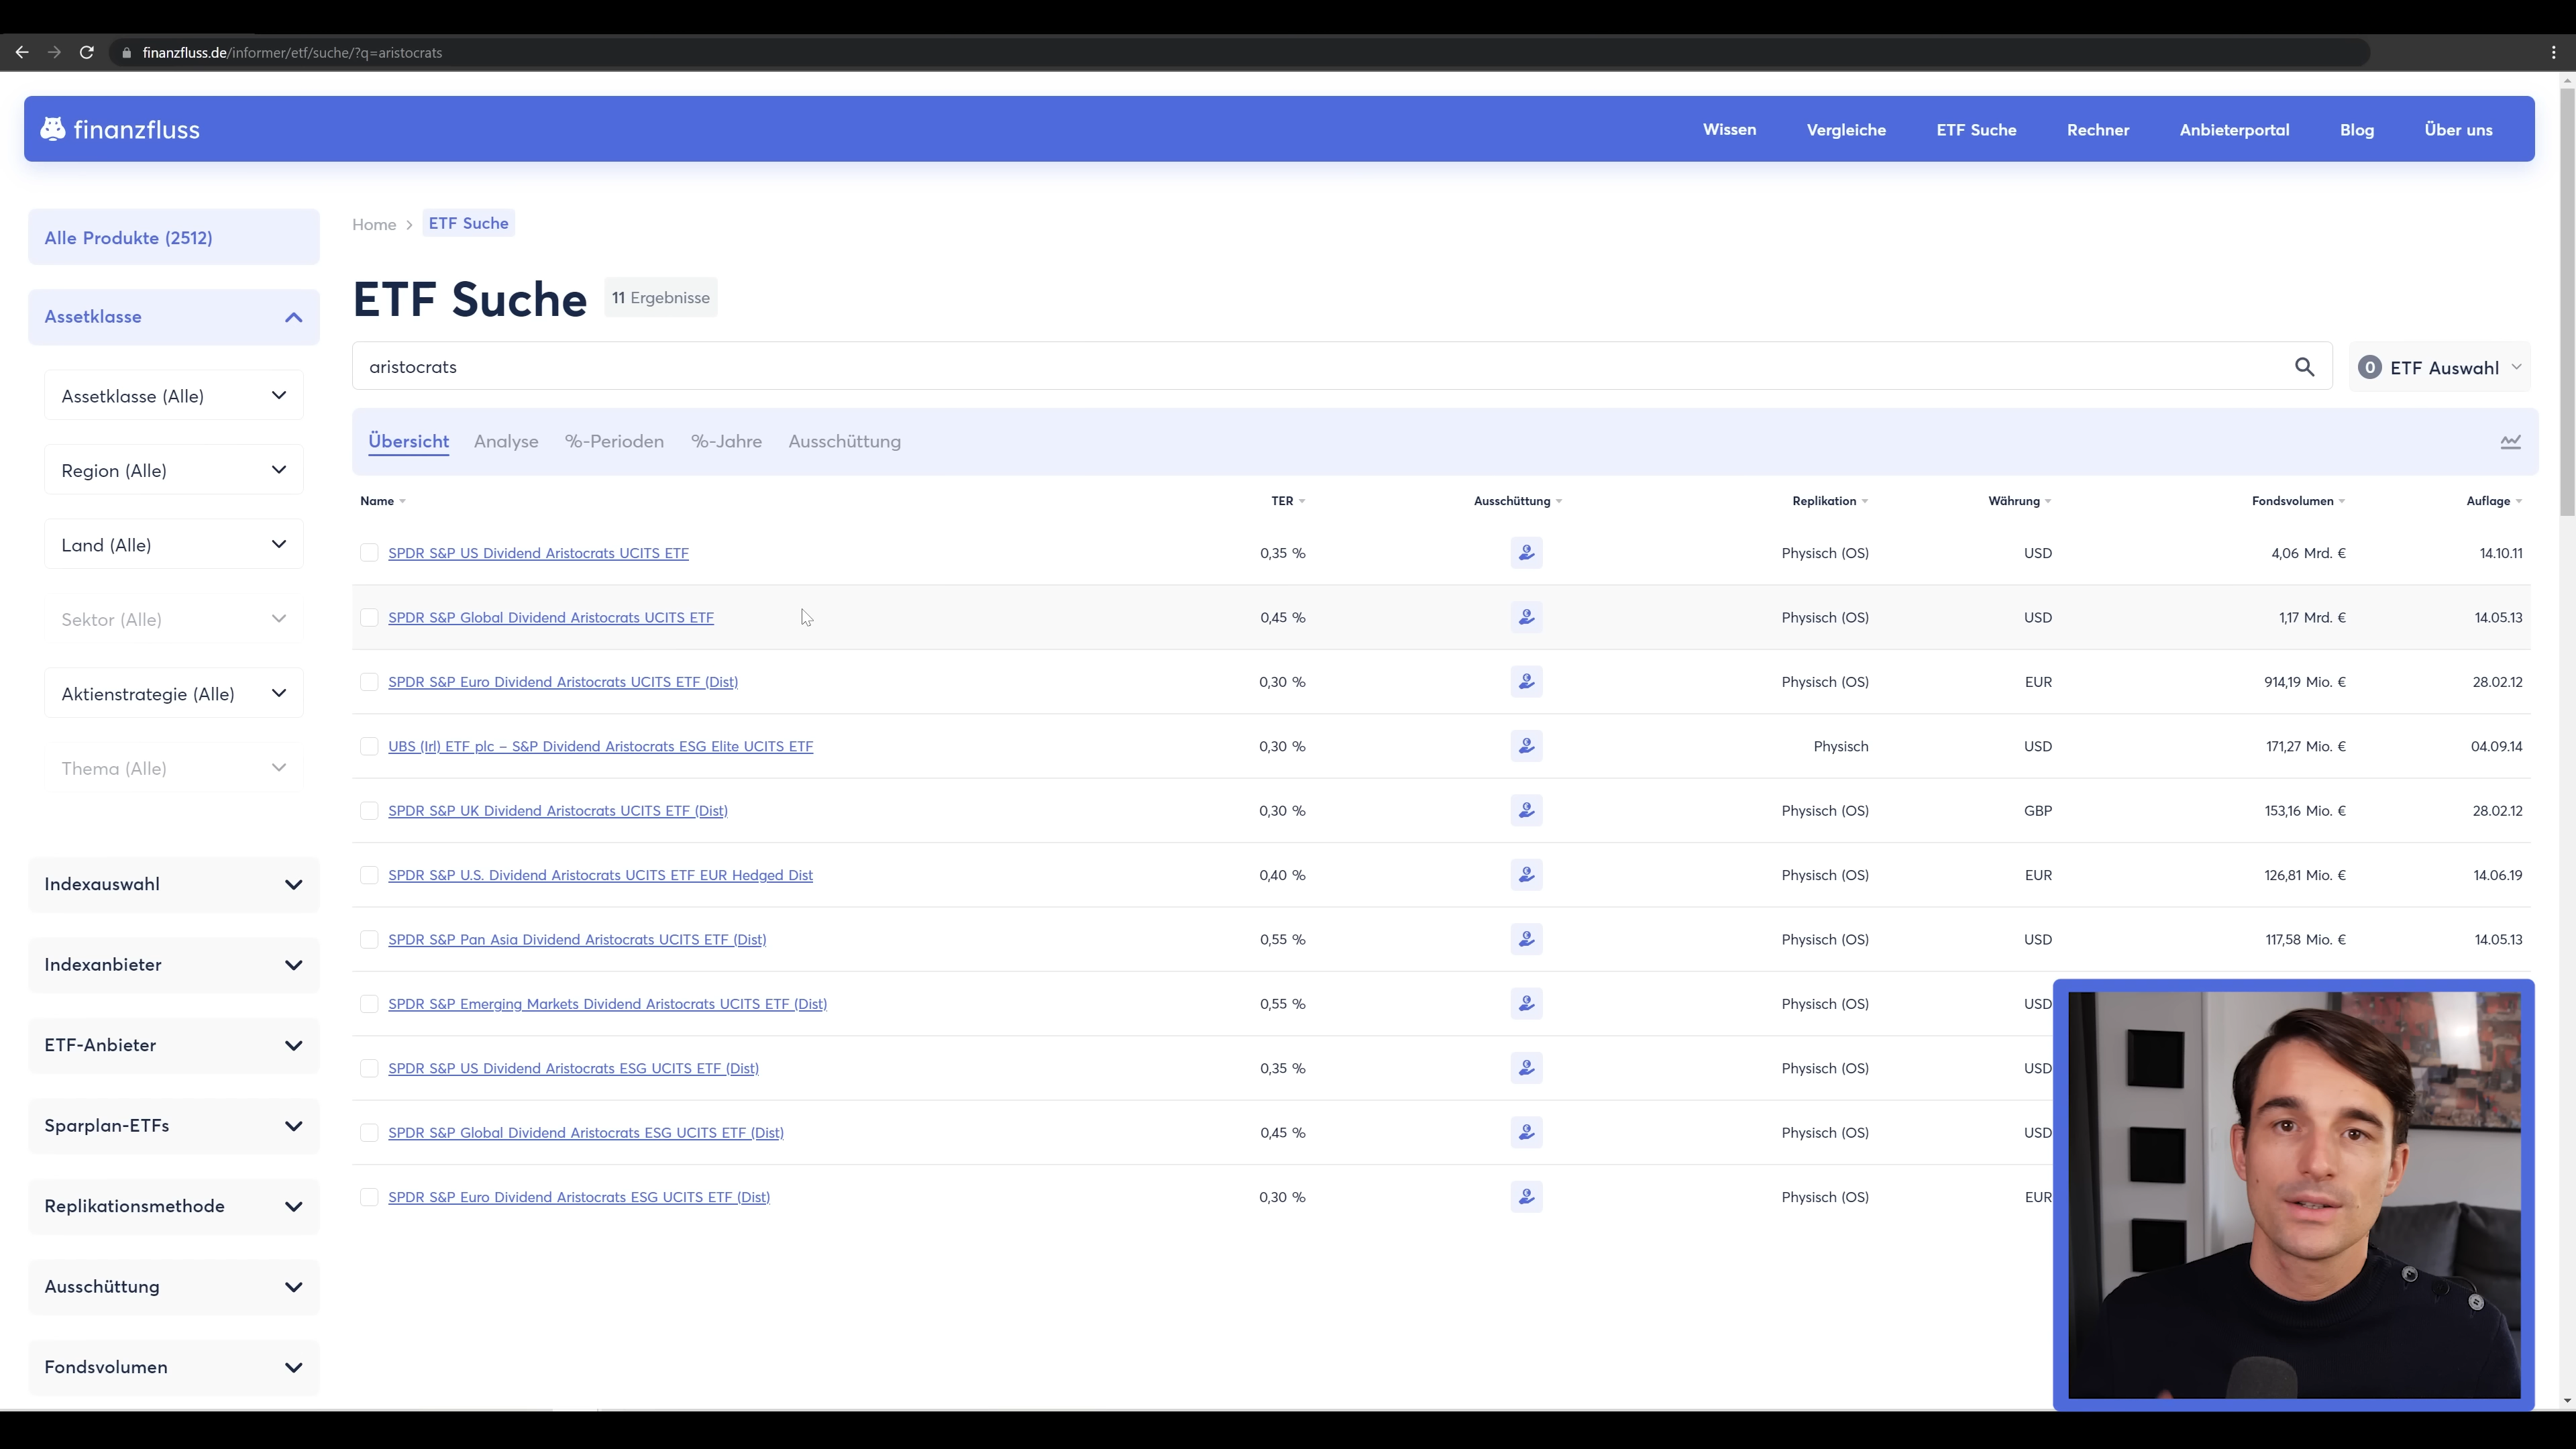 finanzfluss.de/informer/etf/suche/?q=aristocrats
finanzfluss
Wissen Vergleiche ETF Suche Rechner Anbieterportal Blog Über uns
Alle Produkte (2512)
Home > ETF Suche
ETF Suche 11 Ergebnisse
Assetklasse
aristocrats
0 ETF Auswahl
Assetklasse (Alle)
Region (Alle)
Land (Alle)
Sektor (Alle)
Aktienstrategie (Alle)
Thema (Alle)
Indexauswahl
Indexanbieter
ETF-Anbieter
Sparplan-ETFs
Replikationsmethode
Ausschüttung
Fondsvolumen
Übersicht Analyse %-Perioden %-Jahre Ausschüttung
Name TER Ausschüttung Replikation Währung Fondsvolumen Auflage
SPDR S&P US Dividend Aristocrats UCITS ETF 0,35 % Physisch (OS) USD 4,06 Mrd. € 14.10.11
SPDR S&P Global Dividend Aristocrats UCITS ETF 0,45 % Physisch (OS) USD 1,17 Mrd. € 14.05.13
SPDR S&P Euro Dividend Aristocrats UCITS ETF (Dist) 0,30 % Physisch (OS) EUR 914,19 Mio. € 28.02.12
UBS (Irl) ETF plc – S&P Dividend Aristocrats ESG Elite UCITS ETF 0,30 % Physisch USD 171,27 Mio. € 04.09.14
SPDR S&P UK Dividend Aristocrats UCITS ETF (Dist) 0,30 % Physisch (OS) GBP 153,16 Mio. € 28.02.12
SPDR S&P U.S. Dividend Aristocrats UCITS ETF EUR Hedged Dist 0,40 % Physisch (OS) EUR 126,81 Mio. € 14.06.19
SPDR S&P Pan Asia Dividend Aristocrats UCITS ETF (Dist) 0,55 % Physisch (OS) USD 117,58 Mio. € 14.05.13
SPDR S&P Emerging Markets Dividend Aristocrats UCITS ETF (Dist) 0,55 % Physisch (OS) USD
SPDR S&P US Dividend Aristocrats ESG UCITS ETF (Dist) 0,35 % Physisch (OS) USD
SPDR S&P Global Dividend Aristocrats ESG UCITS ETF (Dist) 0,45 % Physisch (OS) USD
SPDR S&P Euro Dividend Aristocrats ESG UCITS ETF (Dist) 0,30 % Physisch (OS) EUR